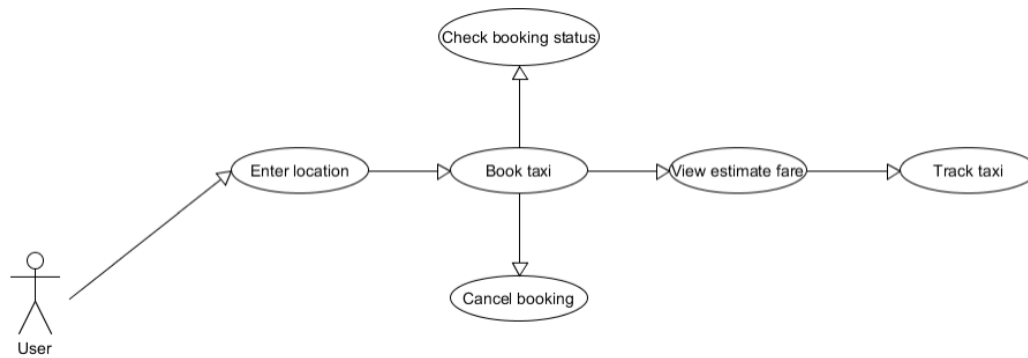 Check booking status
Enter location
Book taxi
View estimate fare
Track taxi
Cancel booking
User